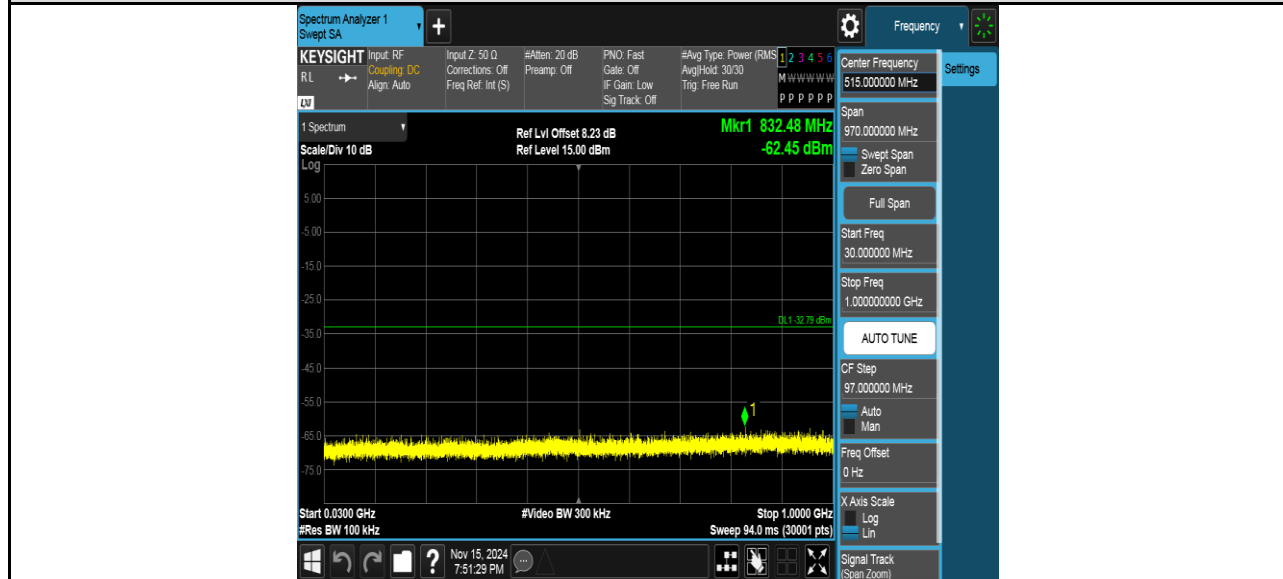 Spectrum Analyzer 1
Swept SA
+
Frequency
KEYSIGHT
RL
LXI
Input: RF
Coupling: DC
Align: Auto
Input Z: 50 Ω
Corrections: Off
Freq Ref: Int (S)
#Atten: 20 dB
Preamp: Off
PNO: Fast
Gate: Off
IF Gain: Low
Sig Track: Off
#Avg Type: Power (RMS
Avg|Hold: 30/30
Trig: Free Run
1 2 3 4 5 6
M W W W W W
P P P P P P
1 Spectrum
Scale/Div 10 dB
Ref Lvl Offset 8.23 dB
Ref Level 15.00 dBm
Mkr1 832.48 MHz
-62.45 dBm
Log
5.00
-5.00
-15.0
-25.0
DL1 -32.79 dBm
-35.0
-45.0
-55.0
1
-65.0
-75.0
Start 0.0300 GHz
#Video BW 300 kHz
Stop 1.0000 GHz
#Res BW 100 kHz
Sweep 94.0 ms (30001 pts)
?
Nov 15, 2024
7:51:29 PM
Center Frequency
515.000000 MHz
Settings
Span
970.000000 MHz
Swept Span
Zero Span
Full Span
Start Freq
30.000000 MHz
Stop Freq
1.000000000 GHz
AUTO TUNE
CF Step
97.000000 MHz
Auto
Man
Freq Offset
0 Hz
X Axis Scale
Log
Lin
Signal Track
(Span Zoom)